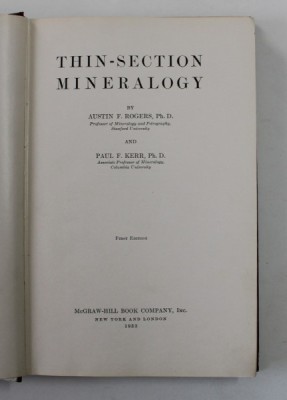 THIN-SECTION
MINERALOGY
BY
AUSTIN F. ROGERS, Ph. D.
Professor of Mineralogy and Petrography,
Stanford University
AND
PAUL F. KERR, Ph. D.
Associate Professor of Mineralogy,
Columbia University
First Edition
McGRAW-HILL BOOK COMPANY, Inc.
NEW YORK AND LONDON
1933